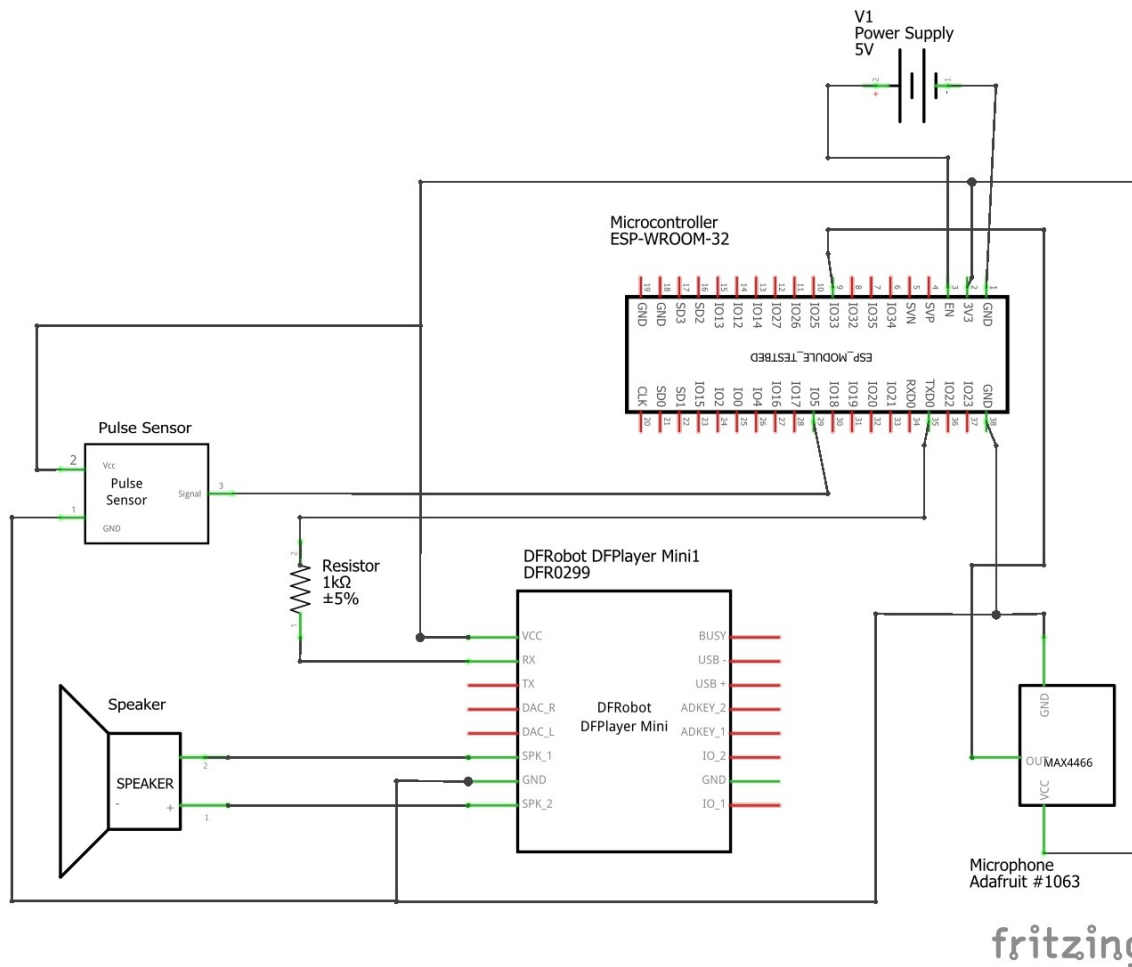 V1
Power Supply
5V
2
+
1
-
Microcontroller
ESP-WROOM-32
19 18 17 16 15 14 13 12 11 10 9 8 7 6 5 4 3 2 1
GND GND SD3 SD2 IO13 IO12 IO14 IO27 IO26 IO25 IO33 IO32 IO35 IO34 SVN SVP EN 3V3 GND
ESP_MODULE_TESTBED
CLK SD0 SD1 IO15 IO2 IO0 IO4 IO16 IO17 IO5 IO18 IO19 IO20 IO21 RXD0 TXD0 IO22 IO23 GND
20 21 22 23 24 25 26 27 28 29 30 31 32 33 34 35 36 37 38
Pulse Sensor
2
Vcc
Pulse
Sensor
Signal
3
1
GND
2
Resistor
1kΩ
±5%
1
DFRobot DFPlayer Mini1
DFR0299
VCC BUSY
RX USB -
TX USB +
DAC_R ADKEY_2
DAC_L ADKEY_1
SPK_1 IO_2
GND GND
SPK_2 IO_1
DFRobot
DFPlayer Mini
Speaker
2
SPEAKER
- +
1
GND
OUT
MAX4466
VCC
Microphone
Adafruit #1063
fritzing